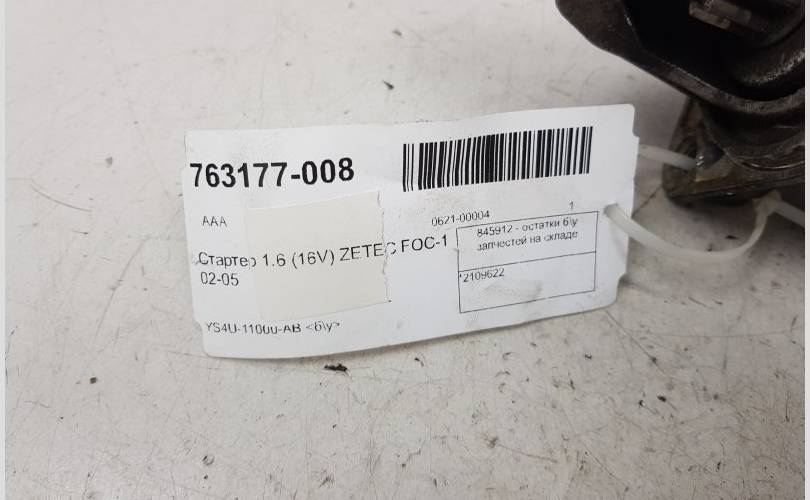 763177-008
AAA
0621-00004 1
Стартер 1.6 (16V) ZETEC FOC-1
02-05
845912 - остатки б\у
запчестей на складе
*2109622
YS4U-11000-AB <б\у>